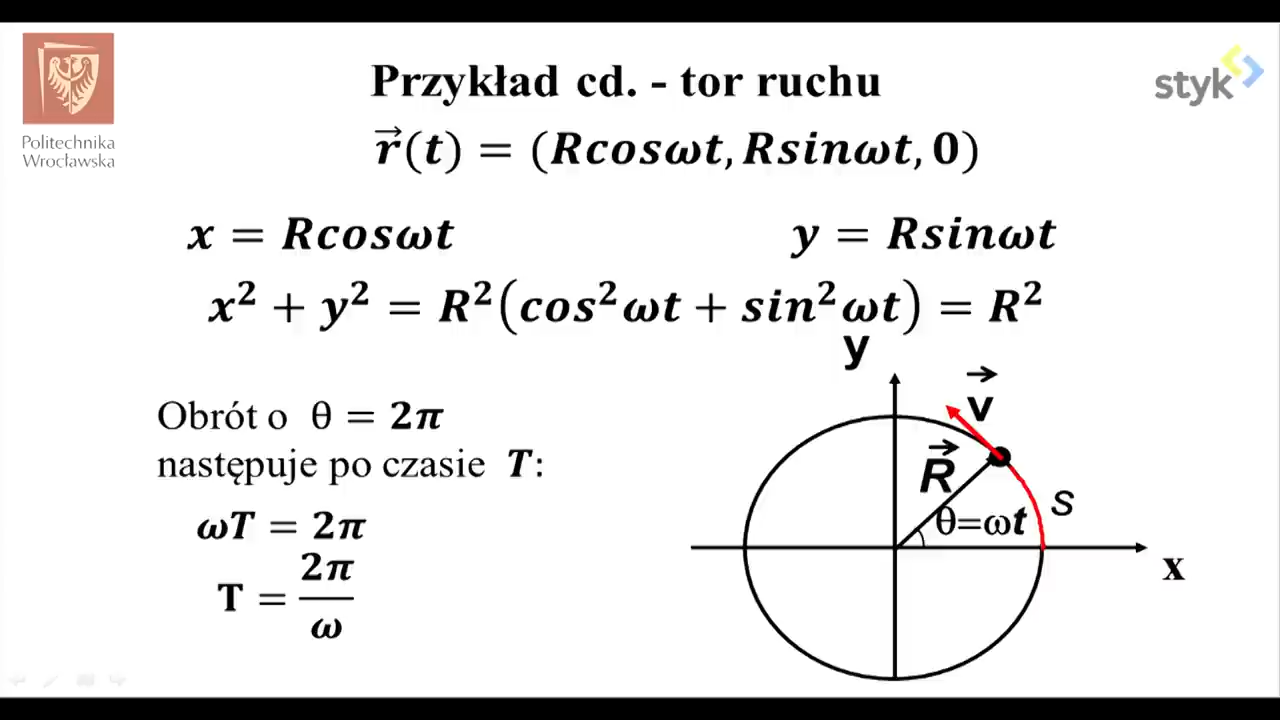 Politechnika
Wrocławska
styk
Przykład cd. - tor ruchu
r⃗(t) = (Rcosωt, Rsinωt, 0)
x = Rcosωt
y = Rsinωt
x² + y² = R²(cos²ωt + sin²ωt) = R²
Obrót o θ = 2π
następuje po czasie T:
ωT = 2π
T = 2π/ω
y
v⃗
R⃗
S
θ=ωt
x